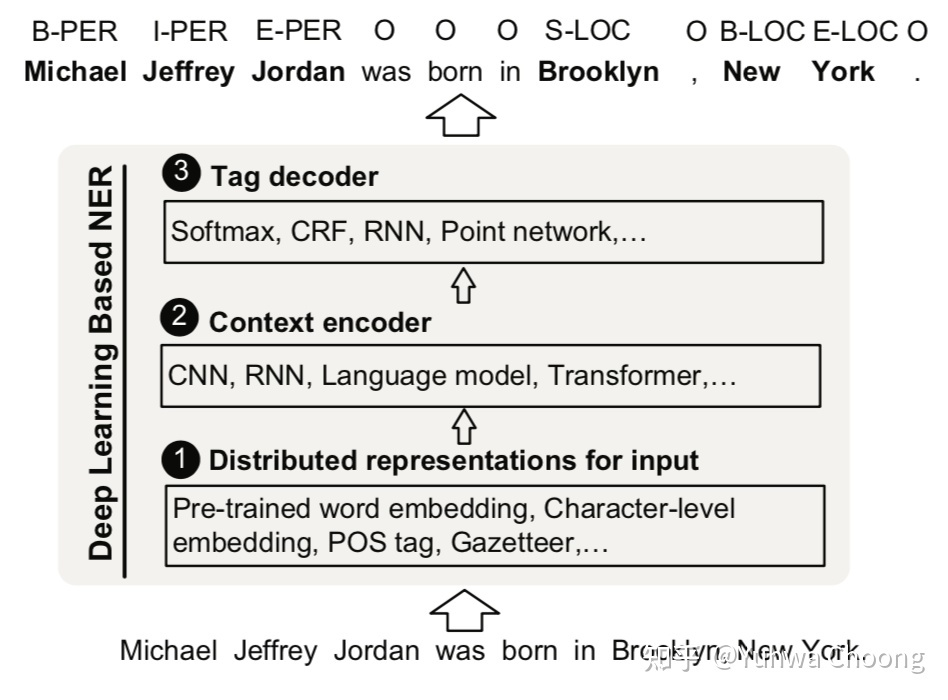 B-PER I-PER E-PER O O O S-LOC O B-LOC E-LOC O
Michael Jeffrey Jordan was born in Brooklyn , New York .
3 Tag decoder
Softmax, CRF, RNN, Point network,…
2 Context encoder
CNN, RNN, Language model, Transformer,…
1 Distributed representations for input
Pre-trained word embedding, Character-level
embedding, POS tag, Gazetteer,…
Deep Learning Based NER
Michael Jeffrey Jordan was born in Brooklyn New York.
知乎 @Yuhwa Choong